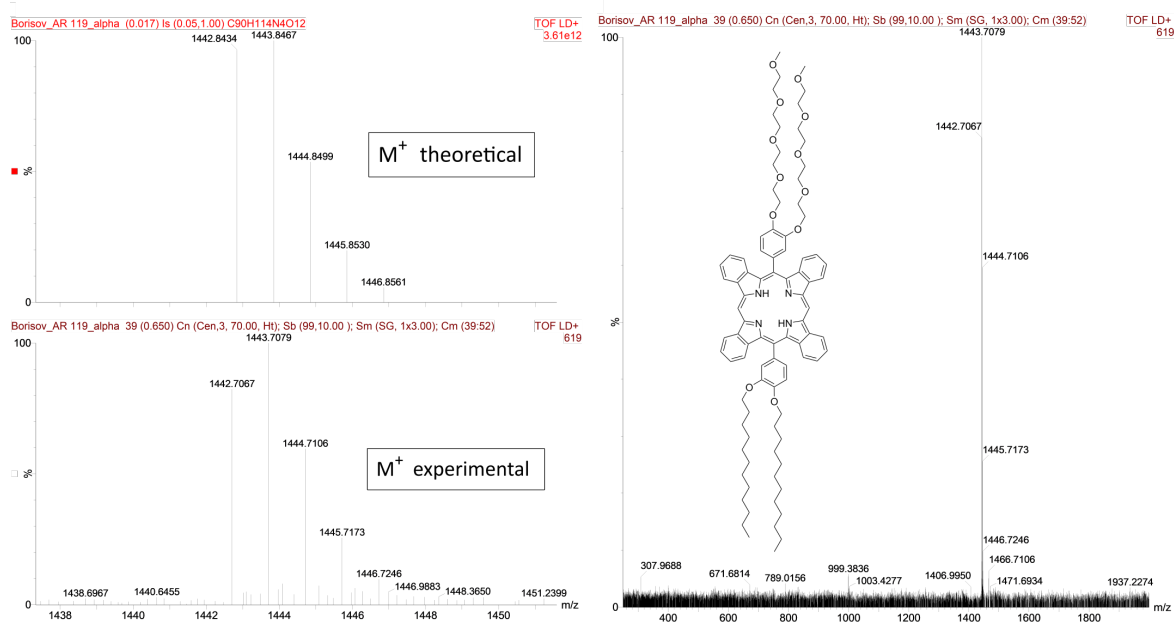 Borisov_AR 119_alpha (0.017) Is (0.05,1.00) C90H114N4O12
TOF LD+
3.61e12
100
%
0
1442.8434
1443.8467
1444.8499
1445.8530
1446.8561
M+ theoretical
Borisov_AR 119_alpha 39 (0.650) Cn (Cen,3, 70.00, Ht); Sb (99,10.00 ); Sm (SG, 1x3.00); Cm (39:52)
TOF LD+
619
100
%
0
1443.7079
1442.7067
1444.7106
1445.7173
1446.7246
1446.9883
1448.3650
1451.2399
1438.6967
1440.6455
M+ experimental
1438
1440
1442
1444
1446
1448
1450
m/z
Borisov_AR 119_alpha 39 (0.650) Cn (Cen,3, 70.00, Ht); Sb (99,10.00 ); Sm (SG, 1x3.00); Cm (39:52)
TOF LD+
619
100
%
0
1443.7079
1442.7067
1444.7106
1445.7173
1446.7246
1466.7106
1471.6934
1406.9950
1937.2274
307.9688
671.6814
789.0156
999.3836
1003.4277
O
O
O
O
O
O
O
O
O
O
NH
N
N
HN
O
O
400
600
800
1000
1200
1400
1600
1800
m/z